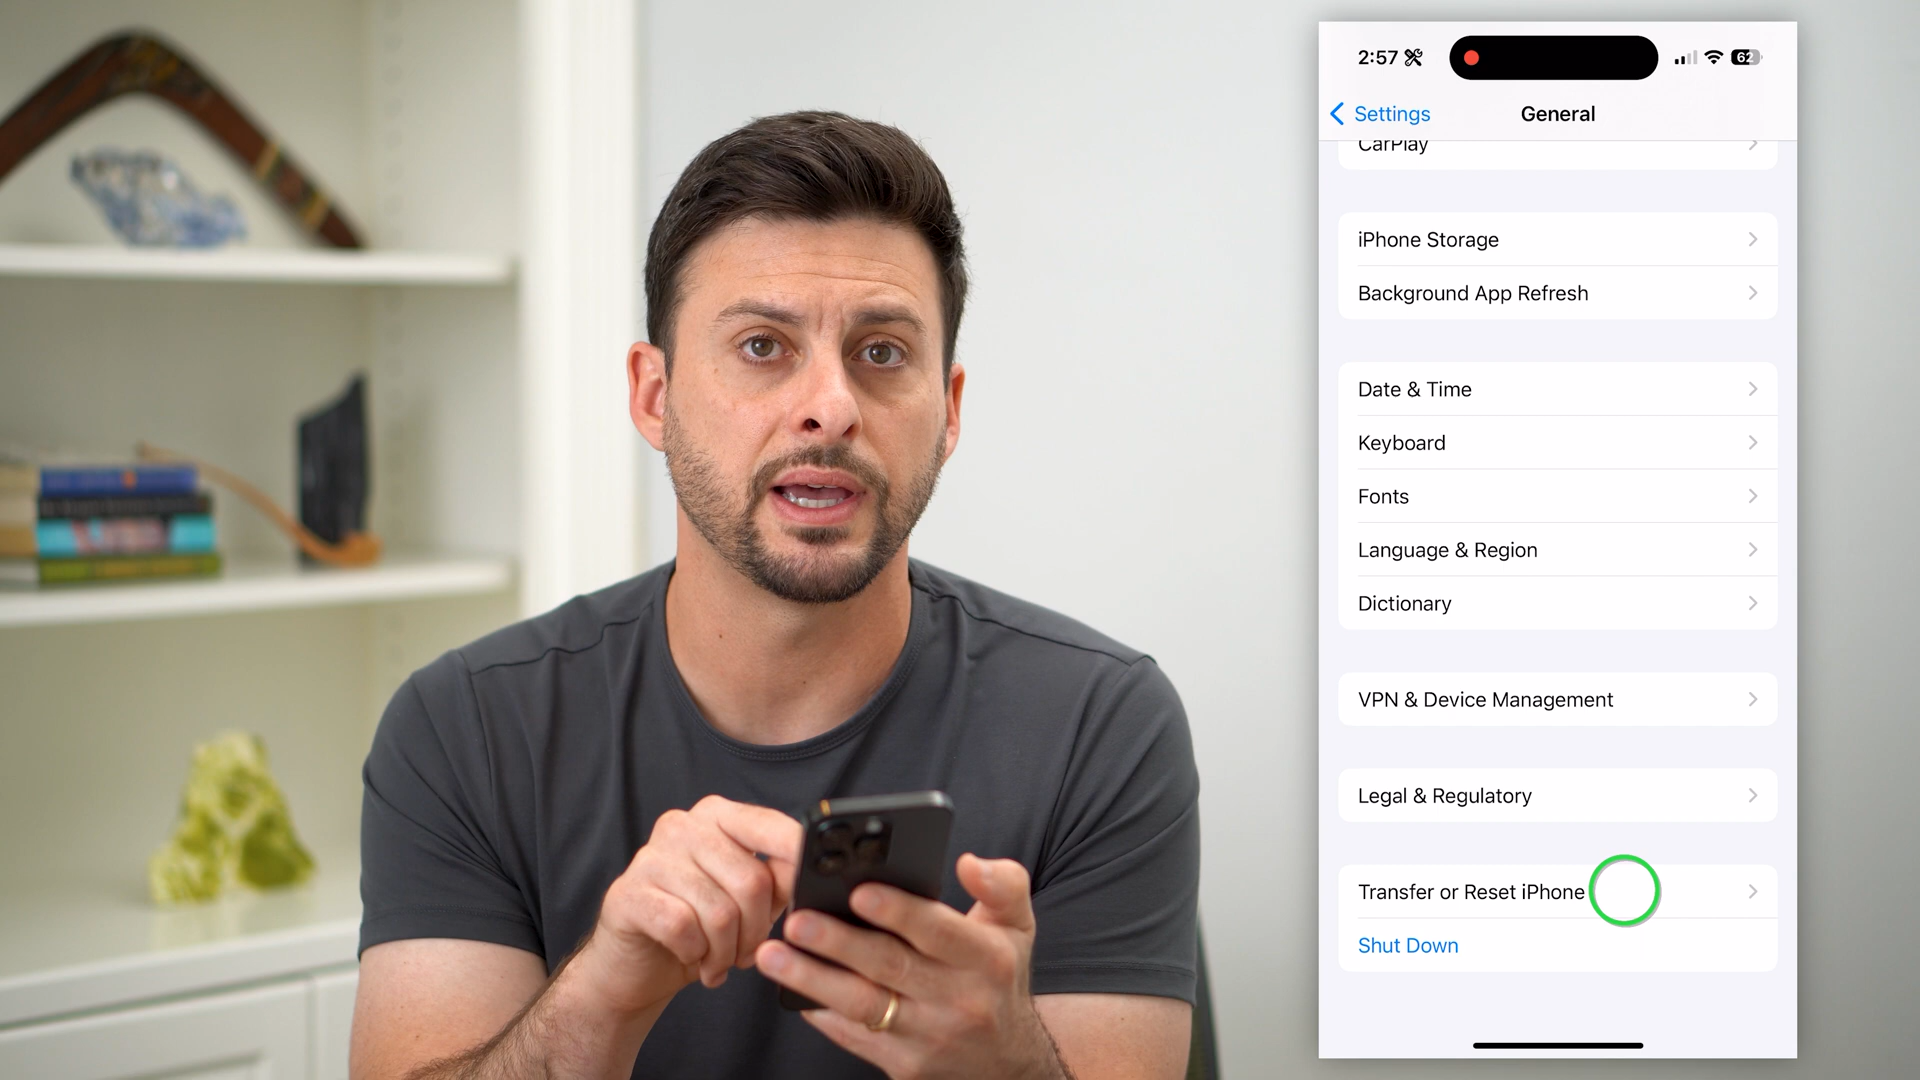 2:57
62
Settings
General
CarPlay
iPhone Storage
Background App Refresh
Date & Time
Keyboard
Fonts
Language & Region
Dictionary
VPN & Device Management
Legal & Regulatory
Transfer or Reset iPhone
Shut Down